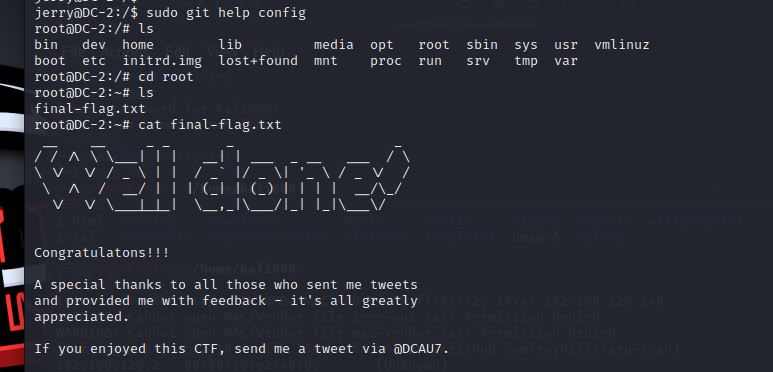 jerry@DC-2:/$ sudo git help config
root@DC-2:/# ls
bin dev home lib media opt root sbin sys usr vmlinuz
boot etc initrd.img lost+found mnt proc run srv tmp var
root@DC-2:/# cd root
root@DC-2:~# ls
final-flag.txt
root@DC-2:~# cat final-flag.txt
Well done!
Congratulatons!!!
A special thanks to all those who sent me tweets
and provided me with feedback - it's all greatly
appreciated.
If you enjoyed this CTF, send me a tweet via @DCAU7.